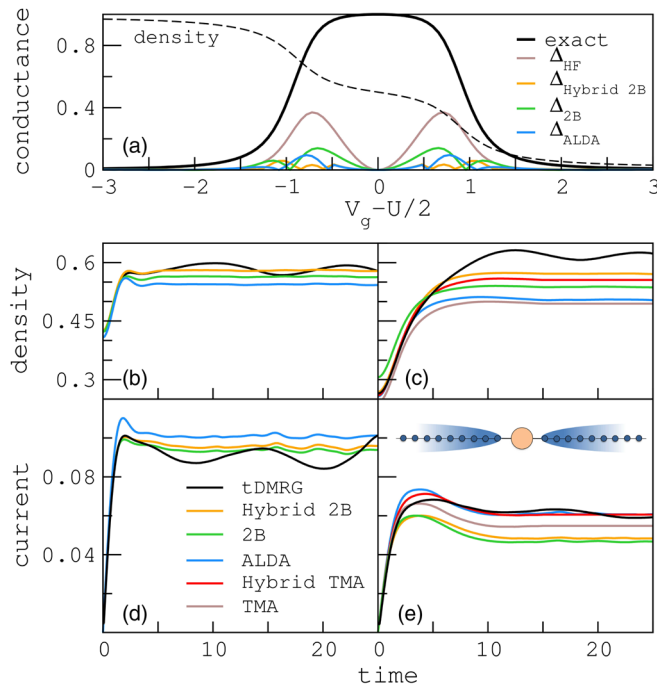 conductance
0.8
0.4
0
density
exact
Δ_HF
Δ_Hybrid 2B
Δ_2B
Δ_ALDA
(a)
-3 -2 -1 0 1 2 3
V_g-U/2
density
0.6
0.45
0.3
(b)
(c)
current
0.08
0.04
tDMRG
Hybrid 2B
2B
ALDA
Hybrid TMA
TMA
(d)
(e)
0 10 20 0 5 10 15 20
time